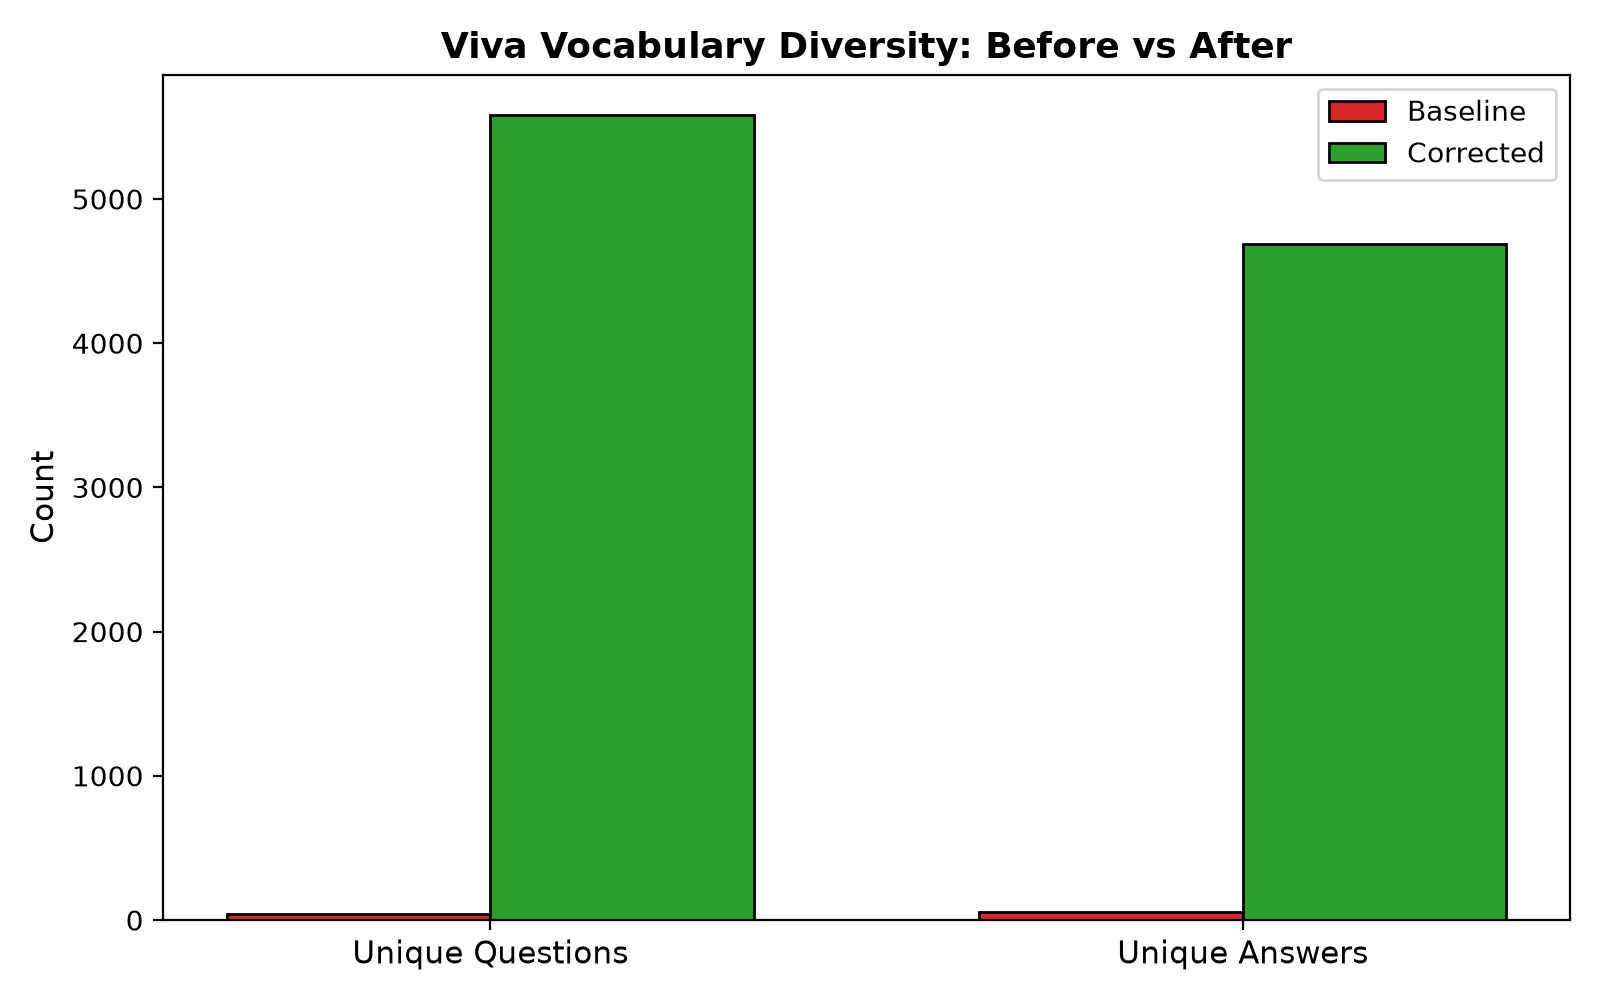 Viva Vocabulary Diversity: Before vs After
Baseline
Corrected
Count
5000
4000
3000
2000
1000
0
Unique Questions
Unique Answers